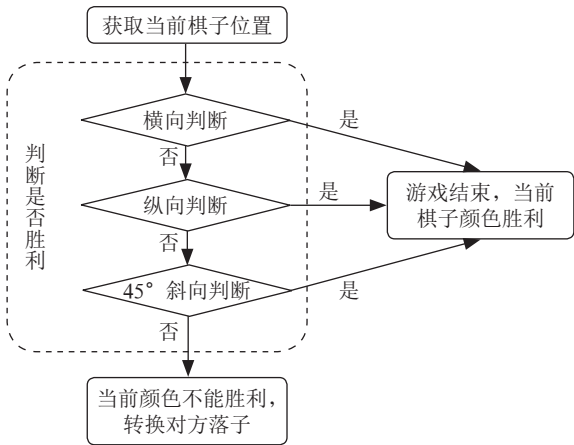 获取当前棋子位置
横向判断
是
否
判断是否胜利
纵向判断
是
游戏结束，当前
棋子颜色胜利
否
45° 斜向判断
是
否
当前颜色不能胜利，
转换对方落子